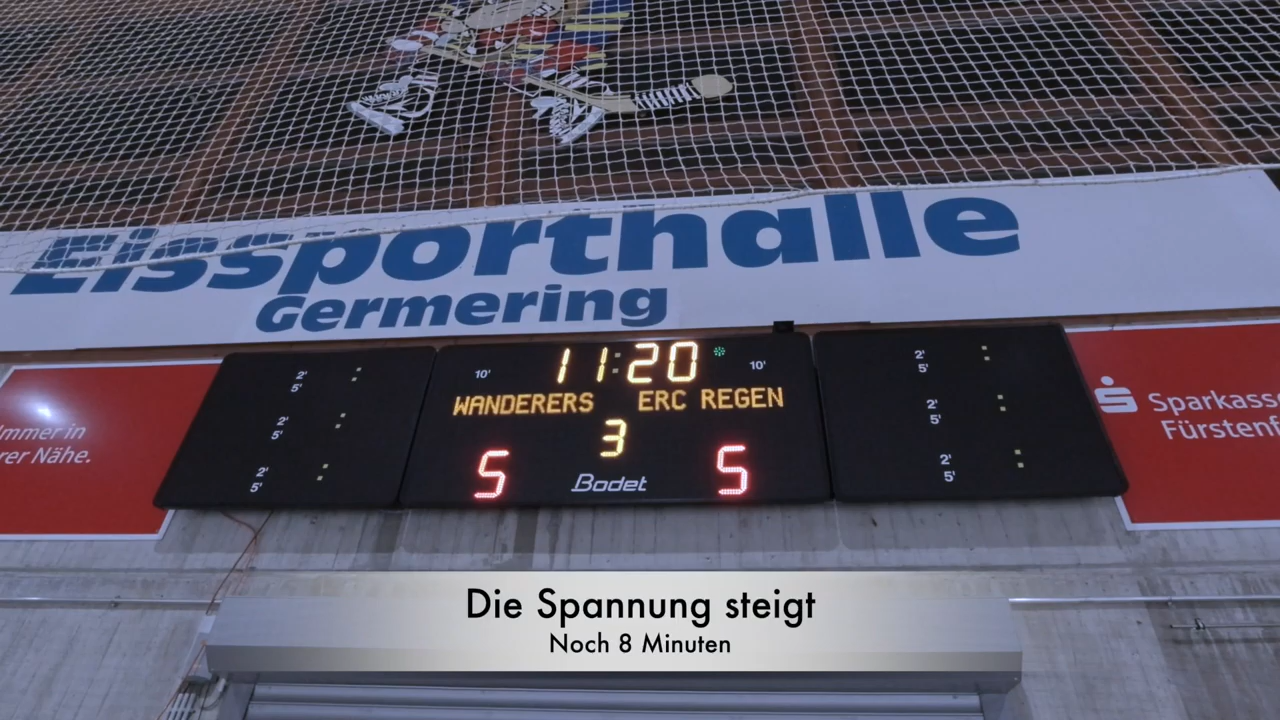 Eissporthalle
Germering
11:20
10' 10'
WANDERERS ERC REGEN
3
5 5
Bodet
2'
5'
2'
5'
2'
5'
2'
5'
2'
5'
2'
5'
mmer in
rer Nähe.
Sparkasse
Fürstenf
Die Spannung steigt
Noch 8 Minuten